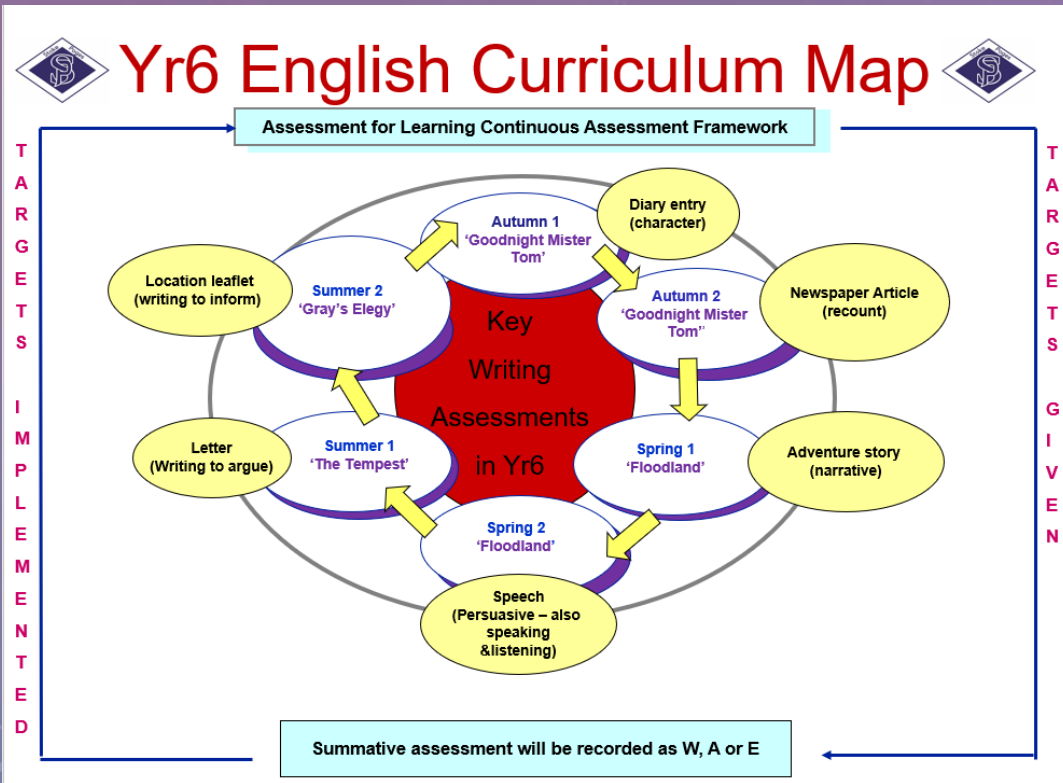 Yr6 English Curriculum Map
Assessment for Learning Continuous Assessment Framework
TARGETS IMPLEMENTED
TARGETS GIVEN
Autumn 1
‘Goodnight Mister
Tom’
Diary entry
(character)
Autumn 2
‘Goodnight Mister
Tom’’
Newspaper Article
(recount)
Spring 1
‘Floodland’
Adventure story
(narrative)
Spring 2
‘Floodland’
Speech
(Persuasive – also
speaking
&listening)
Summer 1
‘The Tempest’
Letter
(Writing to argue)
Summer 2
‘Gray’s Elegy’
Location leaflet
(writing to inform)
Key
Writing
Assessments
in Yr6
Summative assessment will be recorded as W, A or E